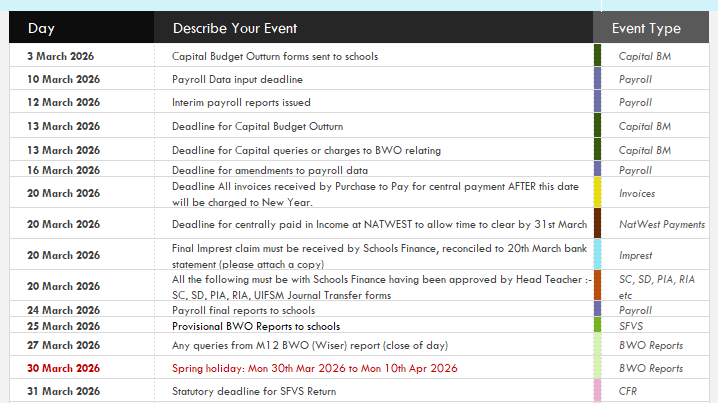 Day Describe Your Event Event Type
3 March 2026 Capital Budget Outturn forms sent to schools Capital BM
10 March 2026 Payroll Data input deadline Payroll
12 March 2026 Interim payroll reports issued Payroll
13 March 2026 Deadline for Capital Budget Outturn Capital BM
13 March 2026 Deadline for Capital queries or charges to BWO relating Capital BM
16 March 2026 Deadline for amendments to payroll data Payroll
20 March 2026 Deadline All invoices received by Purchase to Pay for central payment AFTER this date Invoices
will be charged to New Year.
20 March 2026 Deadline for centrally paid in Income at NATWEST to allow time to clear by 31st March NatWest Payments
20 March 2026 Final Imprest claim must be received by Schools Finance, reconciled to 20th March bank Imprest
statement (please attach a copy)
20 March 2026 All the following must be with Schools Finance having been approved by Head Teacher :- SC, SD, PIA, RIA
SC, SD, PIA, RIA, UIFSM Journal Transfer forms etc
24 March 2026 Payroll final reports to schools Payroll
25 March 2026 Provisional BWO Reports to schools SFVS
27 March 2026 Any queries from M12 BWO (Wiser) report (close of day) BWO Reports
30 March 2026 Spring holiday: Mon 30th Mar 2026 to Mon 10th Apr 2026 BWO Reports
31 March 2026 Statutory deadline for SFVS Return CFR